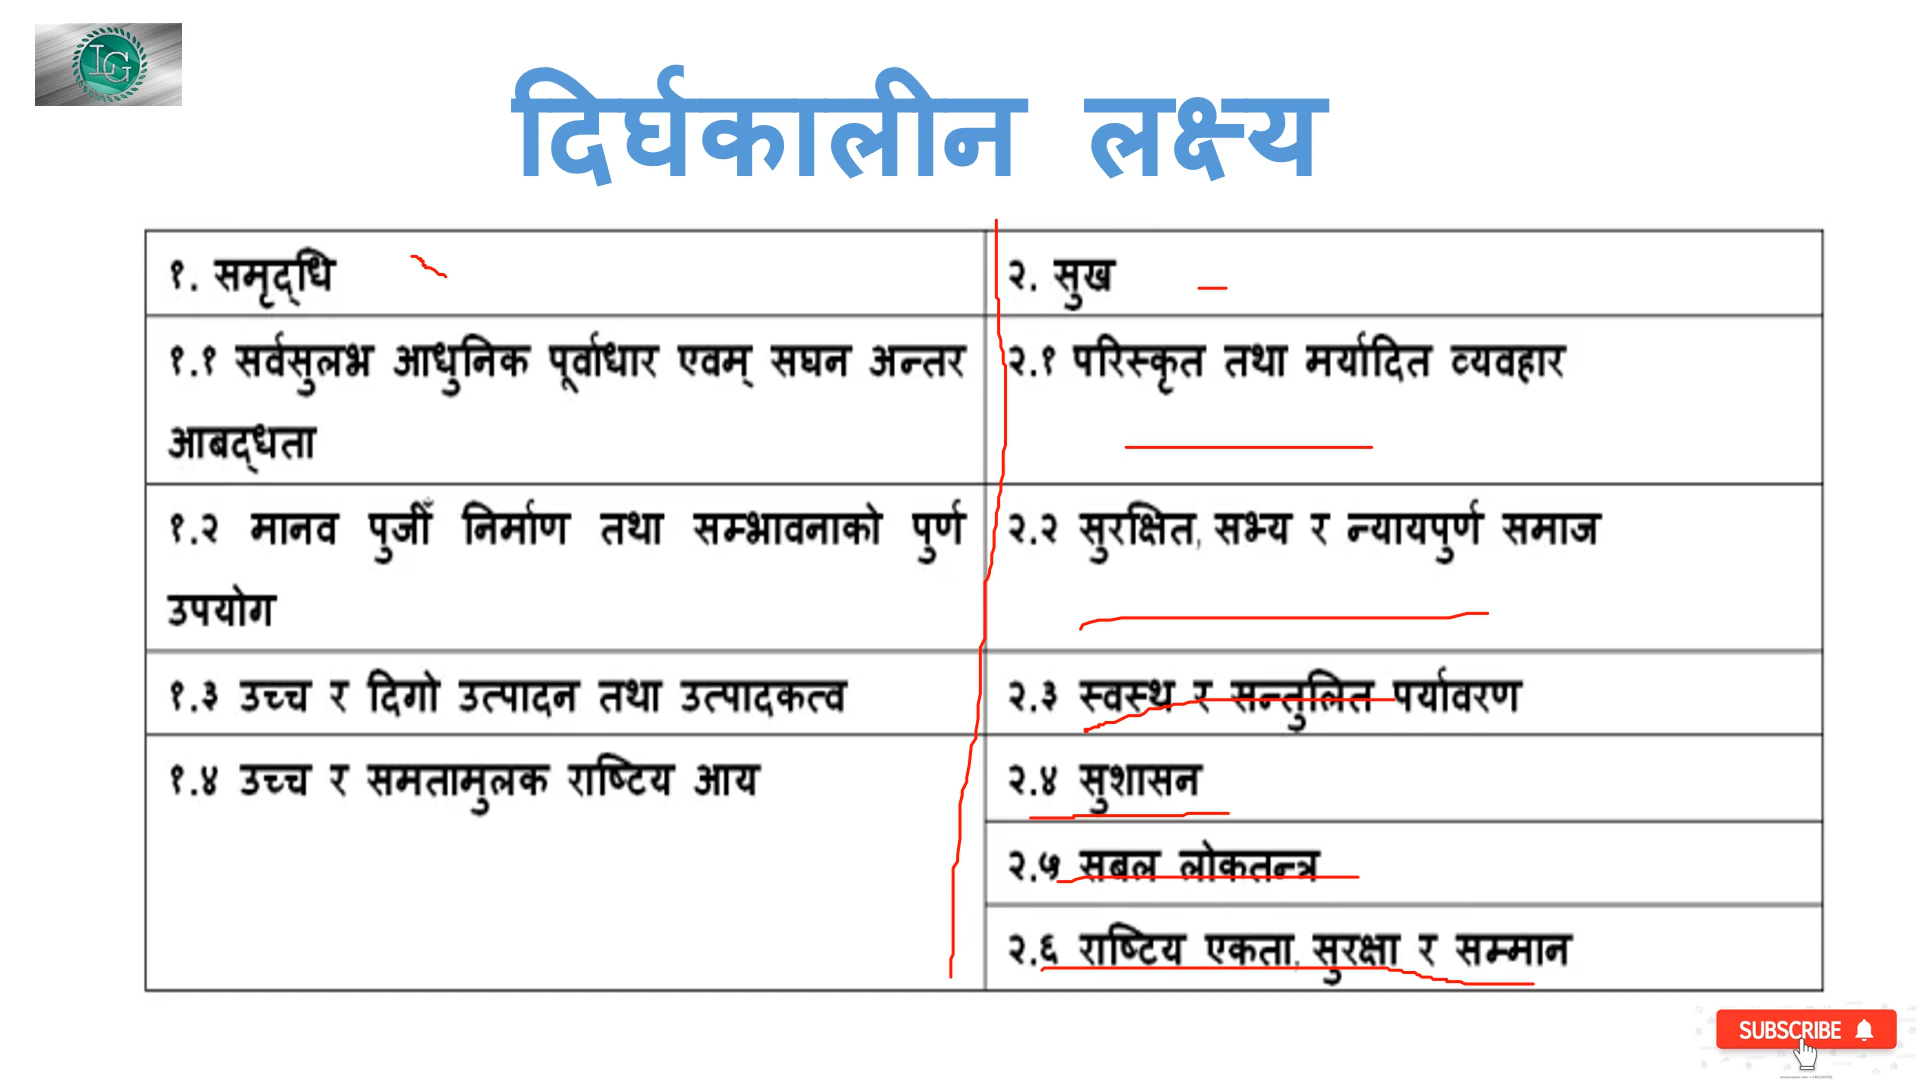 LG
दिर्घकालीन लक्ष्य
१. समृद्धि
२. सुख
१.१ सर्वसुलभ आधुनिक पूर्वाधार एवम् सघन अन्तर
आबद्धता
२.१ परिस्कृत तथा मर्यादित व्यवहार
१.२ मानव पुजीँ निर्माण तथा सम्भावनाको पुर्ण
उपयोग
२.२ सुरक्षित, सभ्य र न्यायपुर्ण समाज
१.३ उच्च र दिगो उत्पादन तथा उत्पादकत्व
२.३ स्वस्थ र सन्तुलित पर्यावरण
१.४ उच्च र समतामुलक राष्टिय आय
२.४ सुशासन
२.५ सबल लोकतन्त्र
२.६ राष्टिय एकता, सुरक्षा र सम्मान
SUBSCRIBE